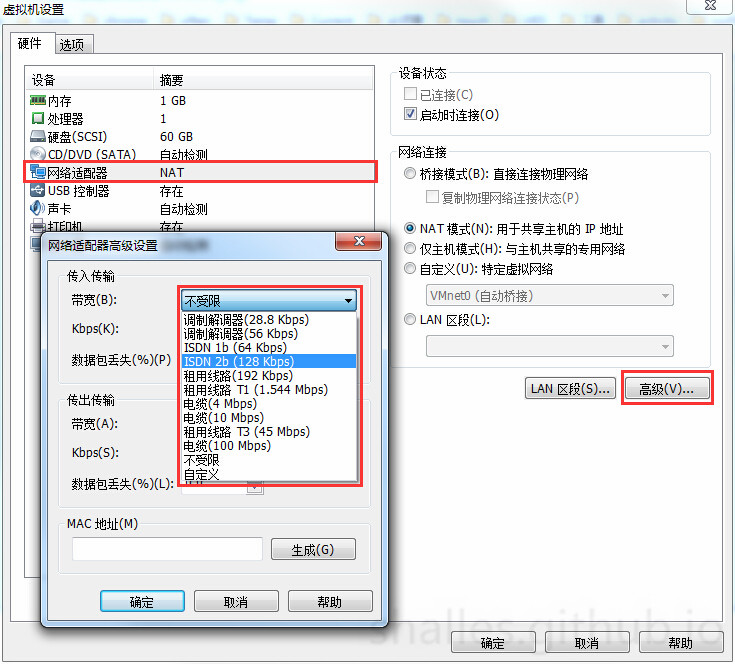 虚拟机设置
硬件 选项
设备 摘要
内存 1 GB
处理器 1
硬盘(SCSI) 60 GB
CD/DVD (SATA) 自动检测
网络适配器 NAT
USB 控制器 存在
声卡 自动检测
打印机 存在
设备状态
已连接(C)
启动时连接(O)
网络连接
桥接模式(B): 直接连接物理网络
复制物理网络连接状态(P)
NAT 模式(N): 用于共享主机的 IP 地址
仅主机模式(H): 与主机共享的专用网络
自定义(U): 特定虚拟网络
VMnet0 (自动桥接)
LAN 区段(L):
LAN 区段(S)... 高级(V)...
网络适配器高级设置
传入传输
带宽(B): 不受限
Kbps(K):
数据包丢失(%)(P)
调制解调器(28.8 Kbps)
调制解调器(56 Kbps)
ISDN 1b (64 Kbps)
ISDN 2b (128 Kbps)
租用线路(192 Kbps)
租用线路 T1 (1.544 Mbps)
电缆(4 Mbps)
电缆(10 Mbps)
租用线路 T3 (45 Mbps)
电缆(100 Mbps)
不受限
自定义
传出传输
带宽(A):
Kbps(S):
数据包丢失(%)(L):
MAC 地址(M)
生成(G)
确定 取消 帮助
shalles.github.io
确定 取消 帮助